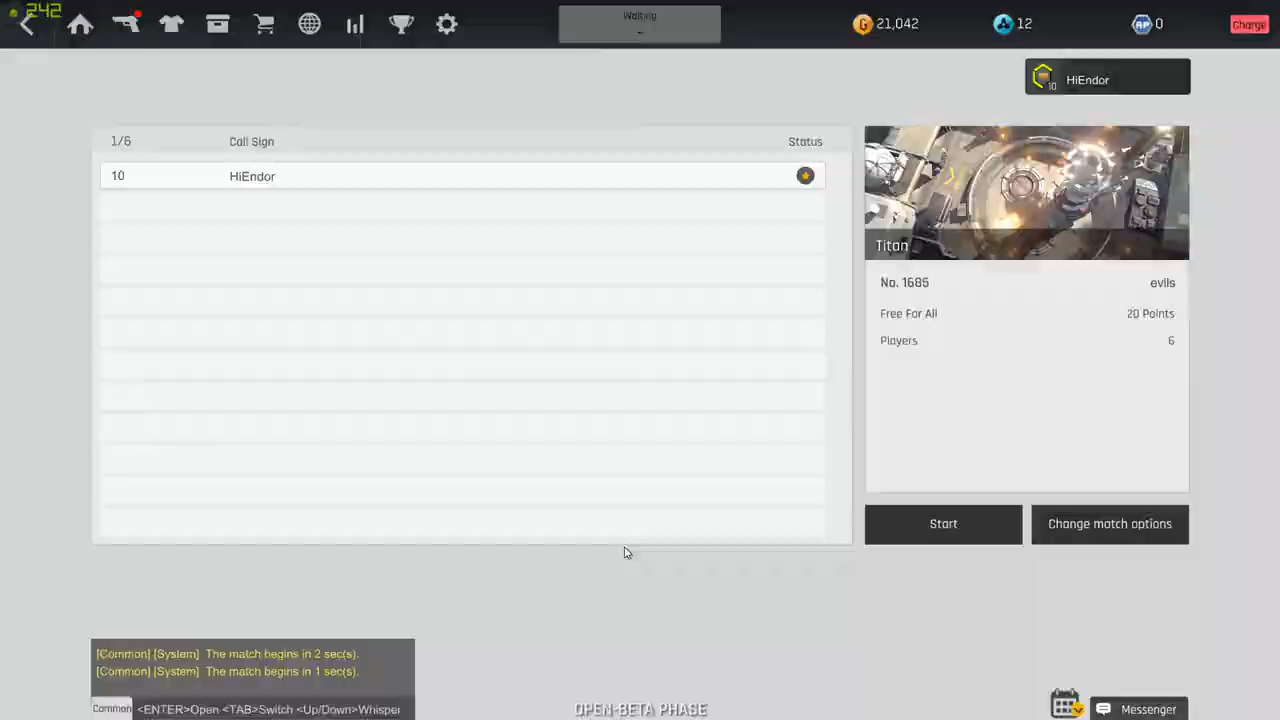 242
Waiting
-
21,042
12
AP 0
Charge
10 HiEndor
1/6 Call Sign Status
10 HiEndor
Titan
No. 1685 evils
Free For All 20 Points
Players 6
Start Change match options
[Common] [System] The match begins in 2 sec(s).
[Common] [System] The match begins in 1 sec(s).
Common <ENTER>Open <TAB>Switch <Up/Down>Whisper
OPEN-BETA PHASE
Messenger